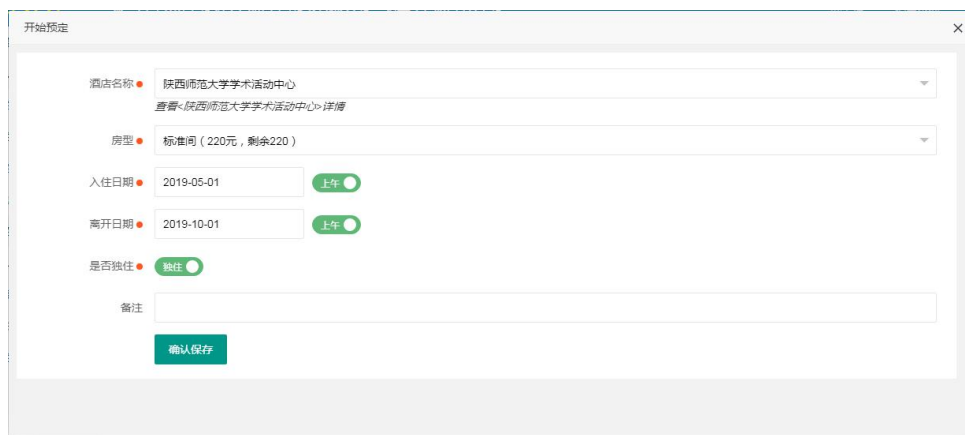 开始预定
酒店名称 陕西师范大学学术活动中心
查看<陕西师范大学学术活动中心>详情
房型 标准间（220元，剩余220）
入住日期 2019-05-01 上午
离开日期 2019-10-01 上午
是否独住 独住
备注
确认保存